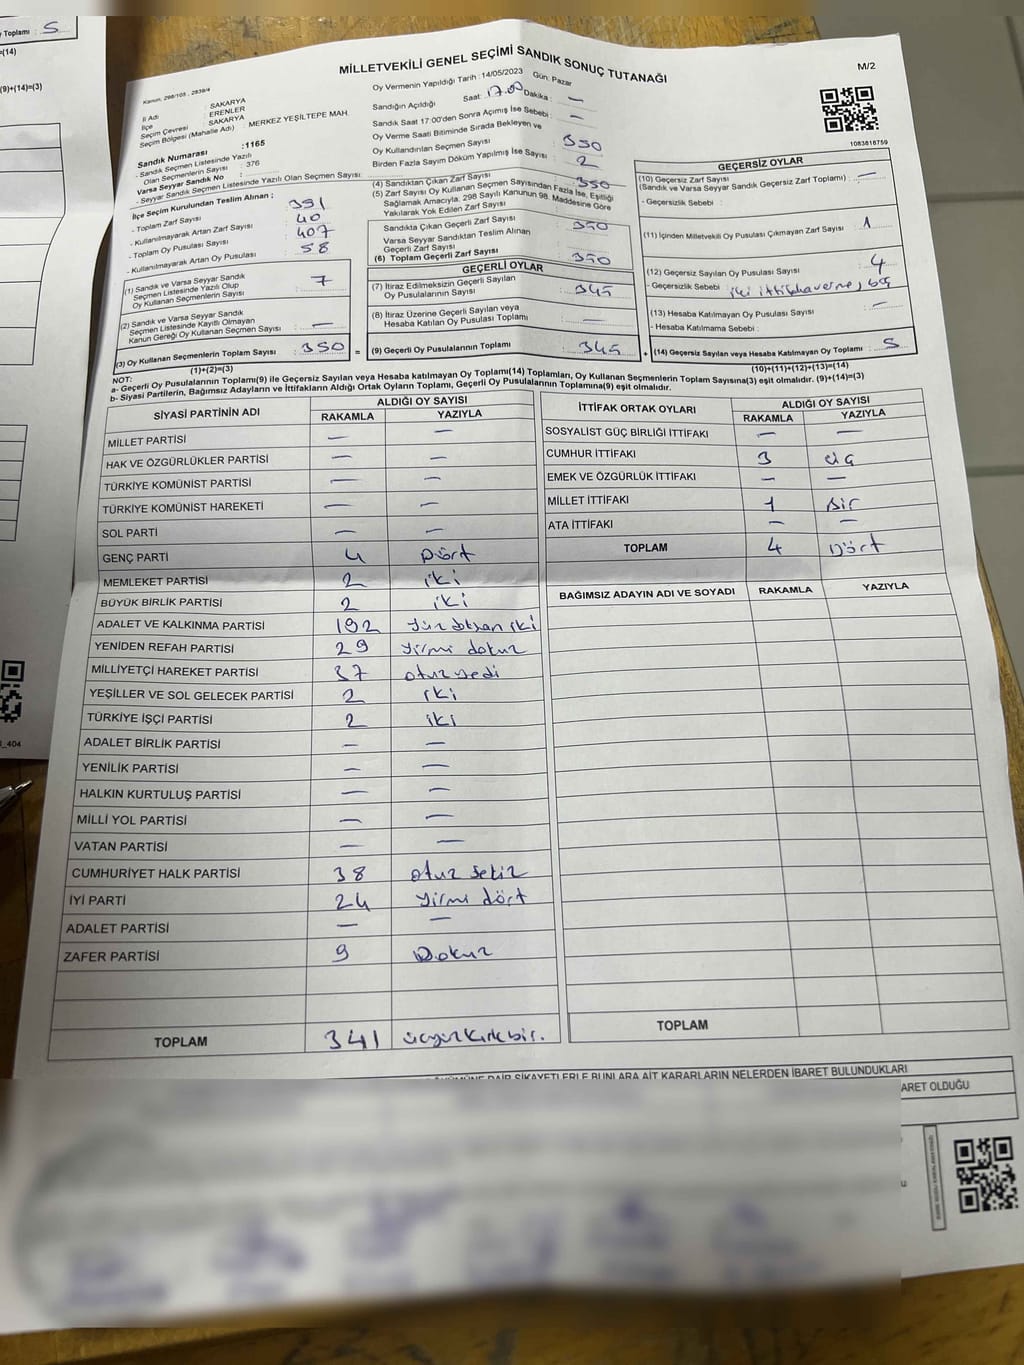 Toplamı : 5
=(14)
(9)+(14)=(3)
MİLLETVEKİLİ GENEL SEÇİMİ SANDIK SONUÇ TUTANAĞI
M/2
Kanun: 298/105 , 2839/4
İl Adı : SAKARYA
İlçe : ERENLER
Seçim Çevresi : SAKARYA
Seçim Bölgesi (Mahalle Adı) : MERKEZ YEŞİLTEPE MAH.
Sandık Numarası :1165
- Sandık Seçmen Listesinde Yazılı
Olan Seçmenlerin Sayısı : 376
Varsa Seyyar Sandık No :
- Seyyar Sandık Seçmen Listesinde Yazılı Olan Seçmen Sayısı:
İlçe Seçim Kurulundan Teslim Alınan :
- Toplam Zarf Sayısı : 391
- Kullanılmayarak Artan Zarf Sayısı : 40
- Toplam Oy Pusulası Sayısı : 407
- Kullanılmayarak Artan Oy Pusulası : 58
(1) Sandık ve Varsa Seyyar Sandık
Seçmen Listesinde Yazılı Olup
Oy Kullanan Seçmenlerin Sayısı : 7
(2) Sandık ve Varsa Seyyar Sandık
Seçmen Listesinde Kayıtlı Olmayan
Kanun Gereği Oy Kullanan Seçmen Sayısı : —
(3) Oy Kullanan Seçmenlerin Toplam Sayısı : 350
(1)+(2)=(3)
Oy Vermenin Yapıldığı Tarih : 14/05/2023 Gün: Pazar
Sandığın Açıldığı Saat: 17.00 Dakika: —
Sandık Saat 17:00'den Sonra Açımış İse Sebebi : —
Oy Verme Saati Bitiminde Sırada Bekleyen ve
Oy Kullandırılan Seçmen Sayısı : 350
Birden Fazla Sayım Döküm Yapılmış İse Sayısı : 2
(4) Sandıktan Çıkan Zarf Sayısı : 350
(5) Zarf Sayısı Oy Kullanan Seçmen Sayısından Fazla İse, Eşitliği
Sağlamak Amacıyla; 298 Sayılı Kanunun 98. Maddesine Göre
Yakılarak Yok Edilen Zarf Sayısı
Sandıkta Çıkan Geçerli Zarf Sayısı : 350
Varsa Seyyar Sandıktan Teslim Alınan
Geçerli Zarf Sayısı :
(6) Toplam Geçerli Zarf Sayısı : 350
GEÇERLİ OYLAR
(7) İtiraz Edilmeksizin Geçerli Sayılan
Oy Pusulalarının Sayısı : 345
(8) İtiraz Üzerine Geçerli Sayılan veya
Hesaba Katılan Oy Pusulası Toplamı : —
= (9) Geçerli Oy Pusulalarının Toplamı : 345
1083818759
GEÇERSİZ OYLAR
(10) Geçersiz Zarf Sayısı
(Sandık ve Varsa Seyyar Sandık Geçersiz Zarf Toplamı) : —
- Geçersizlik Sebebi :
(11) İçinden Milletvekili Oy Pusulası Çıkmayan Zarf Sayısı : 1
(12) Geçersiz Sayılan Oy Pusulası Sayısı : 4
- Geçersizlik Sebebi : iki ittifaka verme, boş
(13) Hesaba Katılmayan Oy Pusulası Sayısı : —
- Hesaba Katılmama Sebebi :
+ (14) Geçersiz Sayılan veya Hesaba Katılmayan Oy Toplamı : 5
(10)+(11)+(12)+(13)=(14)
NOT:
a- Geçerli Oy Pusulalarının Toplamı(9) ile Geçersiz Sayılan veya Hesaba Katılmayan Oy Toplamı(14) Toplamları, Oy Kullanan Seçmenlerin Toplam Sayısına(3) eşit olmalıdır. (9)+(14)=(3)
b- Siyasi Partilerin, Bağımsız Adayların ve İttifakların Aldığı Ortak Oyların Toplamı, Geçerli Oy Pusulalarının Toplamına(9) eşit olmalıdır.
SİYASİ PARTİNİN ADI ALDIĞI OY SAYISI
RAKAMLA YAZIYLA
MİLLET PARTİSİ — —
HAK VE ÖZGÜRLÜKLER PARTİSİ — —
TÜRKİYE KOMÜNİST PARTİSİ — —
TÜRKİYE KOMÜNİST HAREKETİ — —
SOL PARTİ — —
GENÇ PARTİ 4 Dört
MEMLEKET PARTİSİ 2 iki
BÜYÜK BİRLİK PARTİSİ 2 iki
ADALET VE KALKINMA PARTİSİ 192 Yüz doksan iki
YENİDEN REFAH PARTİSİ 29 Yirmi dokuz
MİLLİYETÇİ HAREKET PARTİSİ 37 otuz yedi
YEŞİLLER VE SOL GELECEK PARTİSİ 2 iki
TÜRKİYE İŞÇİ PARTİSİ 2 iki
ADALET BİRLİK PARTİSİ — —
YENİLİK PARTİSİ — —
HALKIN KURTULUŞ PARTİSİ — —
MİLLİ YOL PARTİSİ — —
VATAN PARTİSİ — —
CUMHURİYET HALK PARTİSİ 38 otuz sekiz
İYİ PARTİ 24 Yirmi dört
ADALET PARTİSİ — —
ZAFER PARTİSİ 9 Dokuz
TOPLAM 341 üçyüz kırk bir.
İTTİFAK ORTAK OYLARI ALDIĞI OY SAYISI
RAKAMLA YAZIYLA
SOSYALİST GÜÇ BİRLİĞİ İTTİFAKI — —
CUMHUR İTTİFAKI 3 üç
EMEK VE ÖZGÜRLÜK İTTİFAKI — —
MİLLET İTTİFAKI 1 Bir
ATA İTTİFAKI — —
TOPLAM 4 Dört
BAĞIMSIZ ADAYIN ADI VE SOYADI RAKAMLA YAZIYLA
TOPLAM
DAİR ŞİKAYETLERLE BUNLARA AİT KARARLARIN NELERDEN İBARET BULUNDUKLARI
ARET OLDUĞU
_404